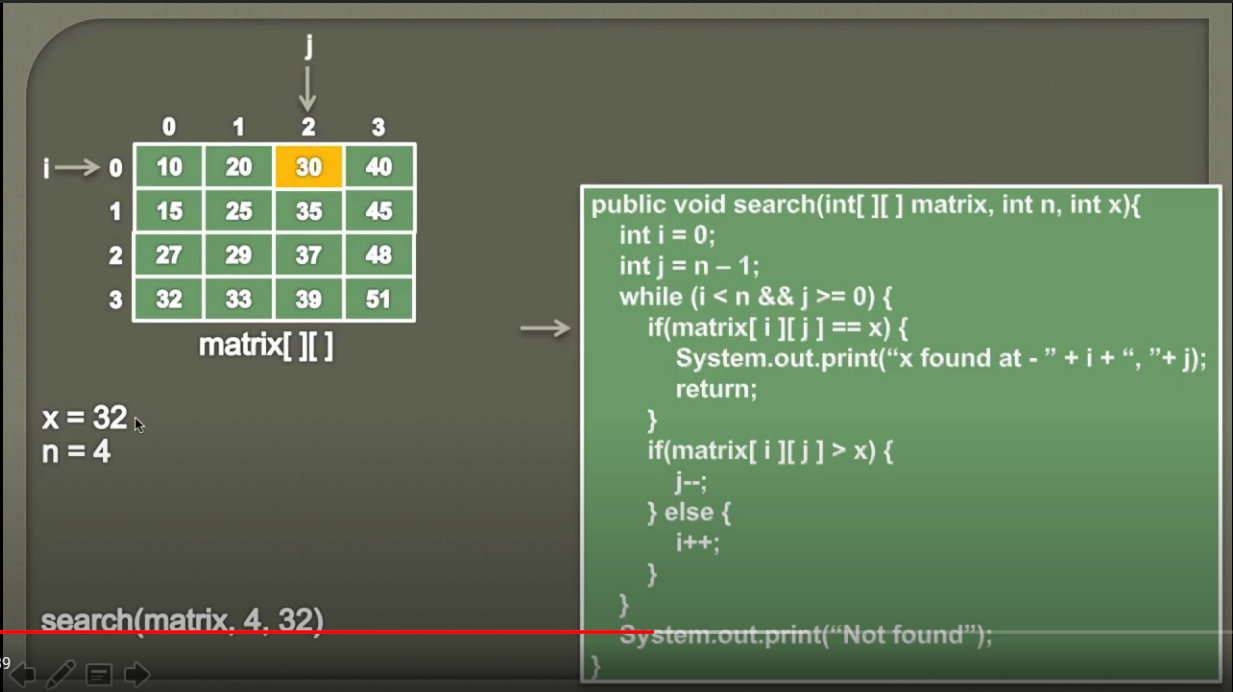 j
0 1 2 3
i 0 10 20 30 40
1 15 25 35 45
2 27 29 37 48
3 32 33 39 51
matrix[ ][ ]
x = 32
n = 4
search(matrix, 4, 32)
public void search(int[ ][ ] matrix, int n, int x){
int i = 0;
int j = n – 1;
while (i < n && j >= 0) {
if(matrix[ i ][ j ] == x) {
System.out.print(“x found at - ” + i + “, ”+ j);
return;
}
if(matrix[ i ][ j ] > x) {
j--;
} else {
i++;
}
}
System.out.print(“Not found”);
}